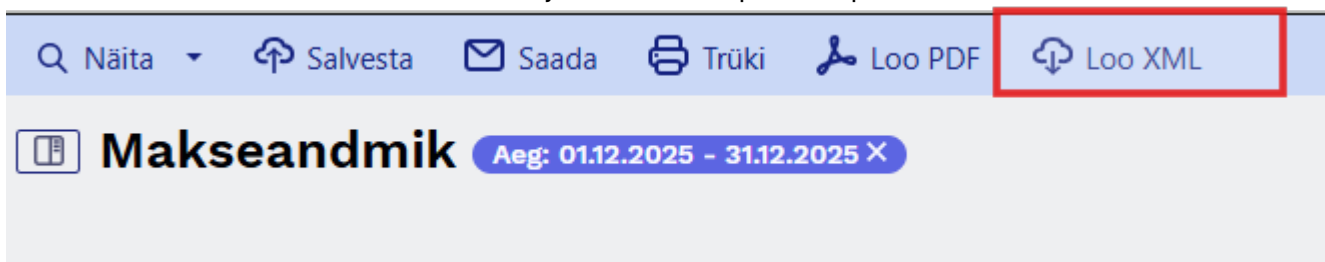 Näita Salvesta Saada Trüki Loo PDF Loo XML
Makseandmik Aeg: 01.12.2025 - 31.12.2025 ×